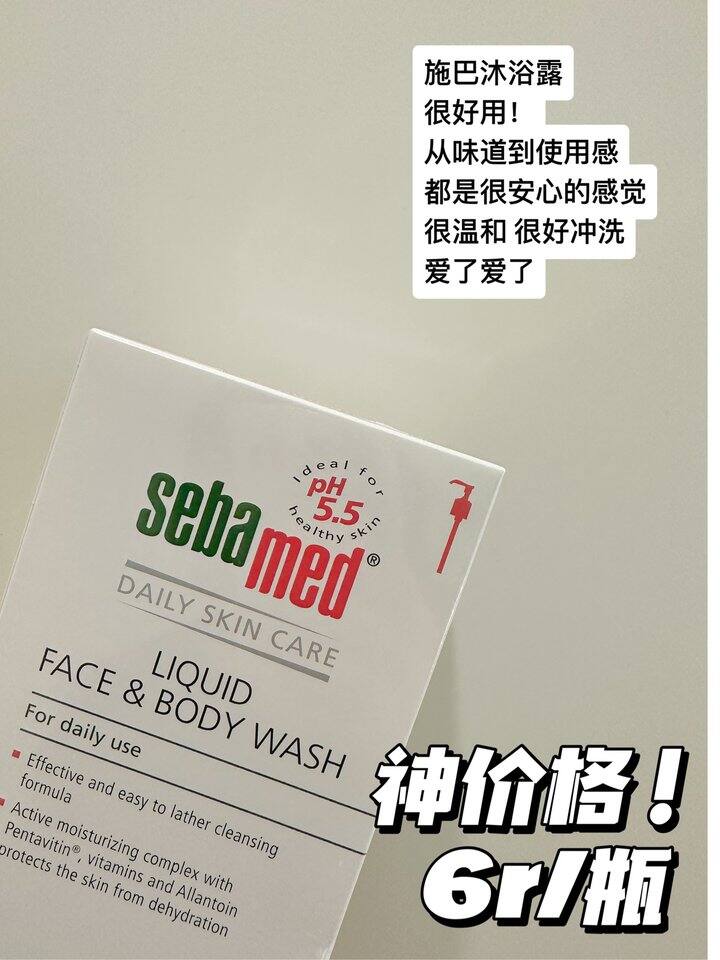 施巴沐浴露
很好用！
从味道到使用感
都是很安心的感觉
很温和 很好冲洗
爱了爱了
Ideal for
pH
5.5
healthy skin
sebamed®
DAILY SKIN CARE
LIQUID
FACE & BODY WASH
For daily use
Effective and easy to lather cleansing
formula
Active moisturizing complex with
Pentavitin®, vitamins and Allantoin
protects the skin from dehydration
神价格！
6r/瓶